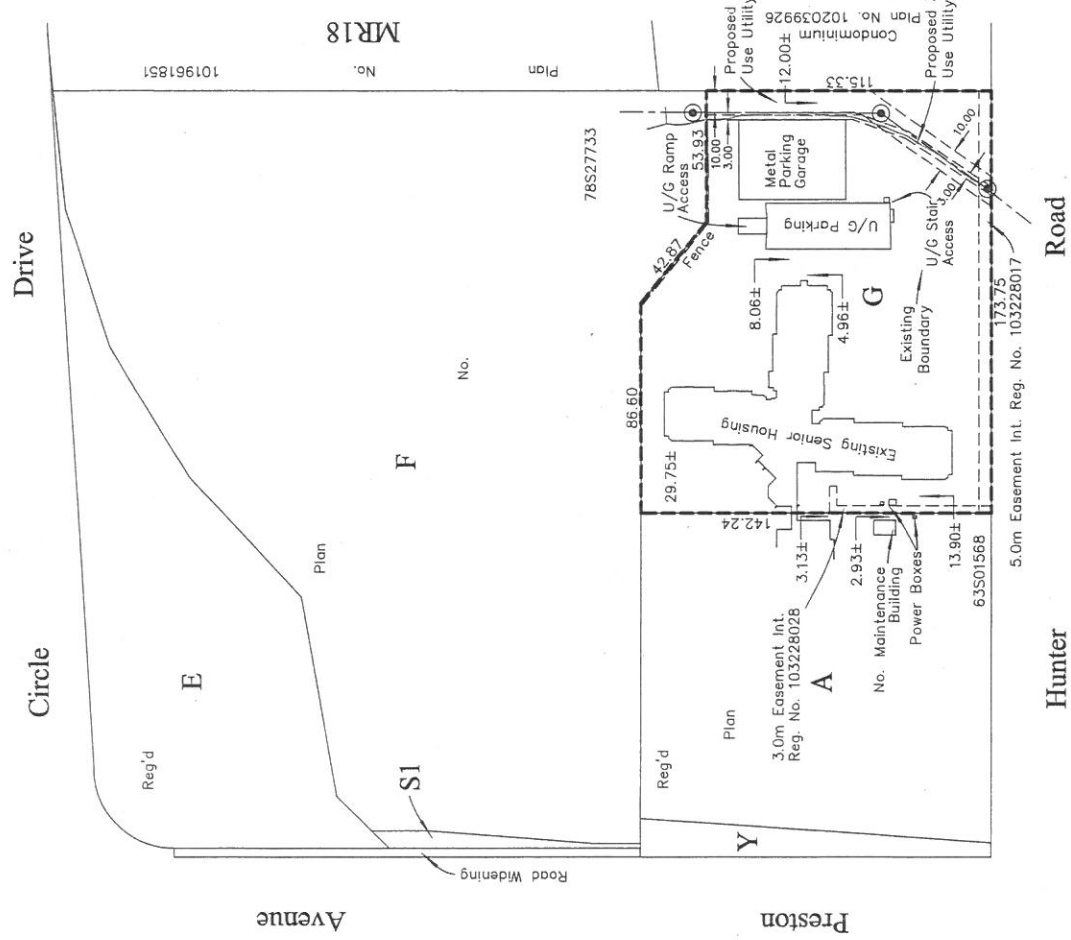 Circle
Drive
Avenue
Preston
Hunter
Road
MR18
Plan
No.
101961851
78S27733
E
Reg'd
F
Plan
No.
S1
Road Widening
Y
Reg'd
Plan
A
3.0m Easement Int.
Reg. No. 103228028
No.
Maintenance
Building
Power Boxes
63S01568
13.90±
2.93±
3.13±
142.24
29.75±
86.60
42.87
Fence
53.93
U/G Ramp
Access
10.00
3.00
12.00±
115.33
Condominium
Plan No. 102039926
Proposed
Use Utility
Metal
Parking
Garage
U/G Parking
8.06±
4.96±
G
Existing Senior Housing
Existing
Boundary
U/G Stair
Access
3.00
10.00
Proposed
Use Utility
173.75
5.0m Easement Int. Reg. No. 103228017